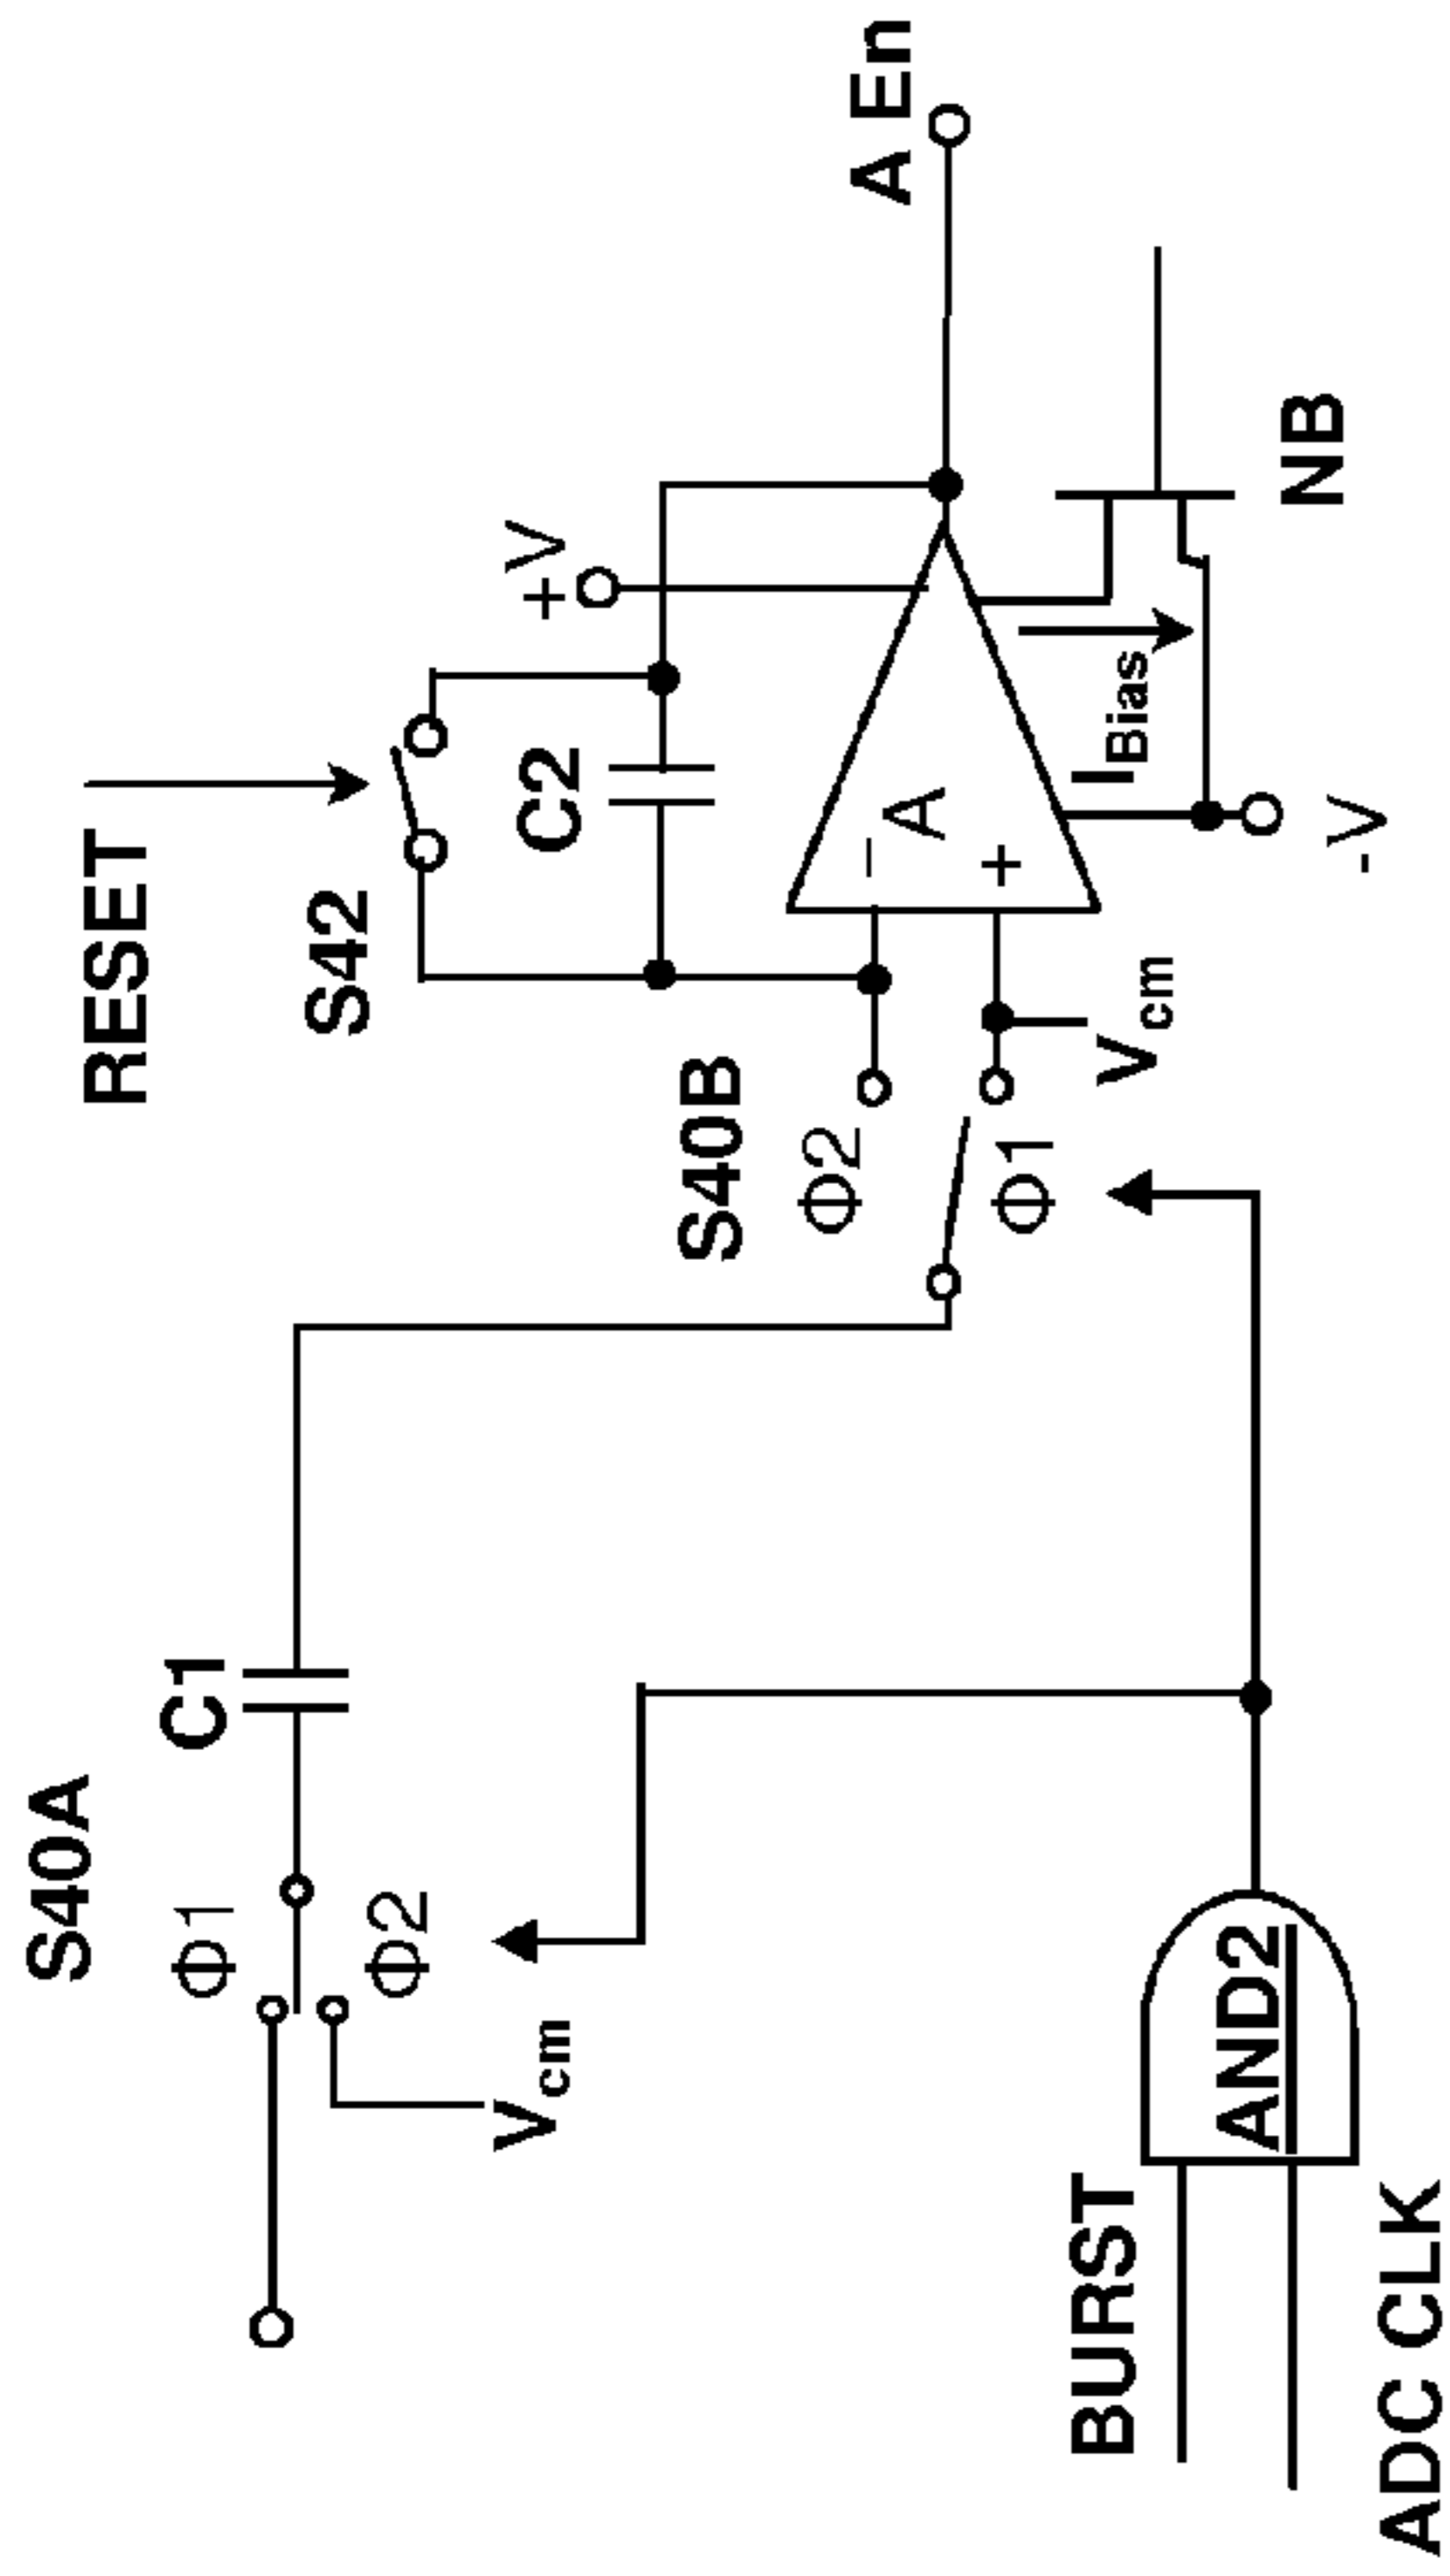 RESET
S40A
S42
Φ1
C1
C2
+V
A En
Φ2
S40B
Vcm
Φ2
−
A
Φ1
+
Vcm
IBias
BURST
AND2
NB
-V
ADC CLK